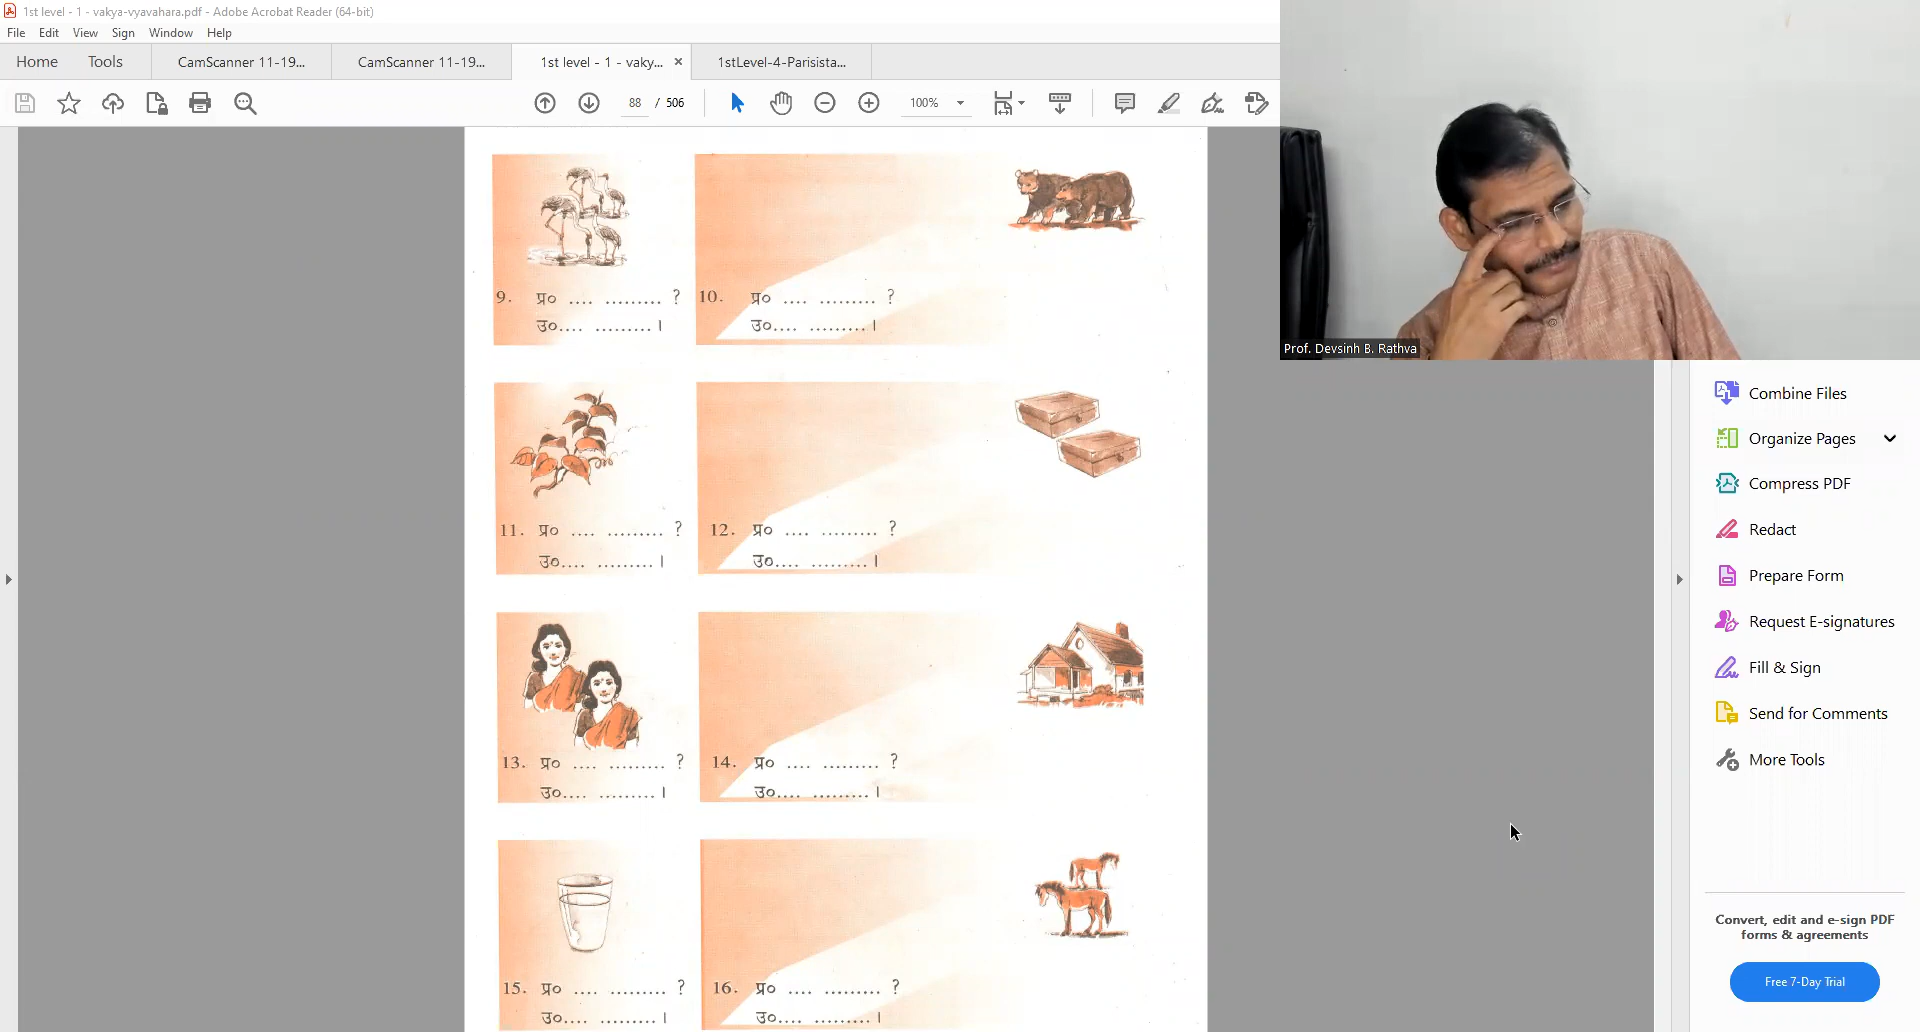 1st level - 1 - vakya-vyavahara.pdf - Adobe Acrobat Reader (64-bit)
File Edit View Sign Window Help
Home Tools CamScanner 11-19... CamScanner 11-19... 1st level - 1 - vaky... 1stLevel-4-Parisista...
88 / 506 100%
Prof. Devsinh B. Rathva
9. प्र० .... ......... ? 10. प्र० .... ......... ?
उ०.... ......... । उ०.... ......... ।
11. प्र० .... ......... ? 12. प्र० .... ......... ?
उ०.... ......... । उ०.... ......... ।
13. प्र० .... ......... ? 14. प्र० .... ......... ?
उ०.... ......... । उ०.... ......... ।
15. प्र० .... ......... ? 16. प्र० .... ......... ?
उ०.... ......... । उ०.... ......... ।
Combine Files
Organize Pages
Compress PDF
Redact
Prepare Form
Request E-signatures
Fill & Sign
Send for Comments
More Tools
Convert, edit and e-sign PDF
forms & agreements
Free 7-Day Trial